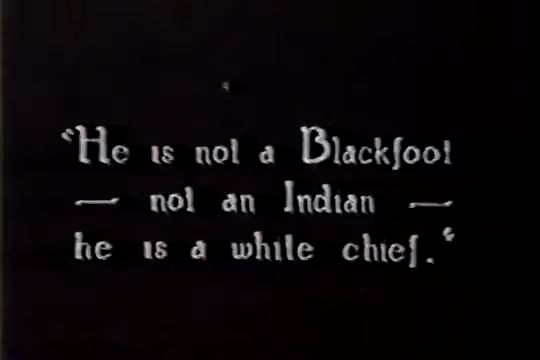 "He is not a Blackfoot
— not an Indian —
he is a white chief."